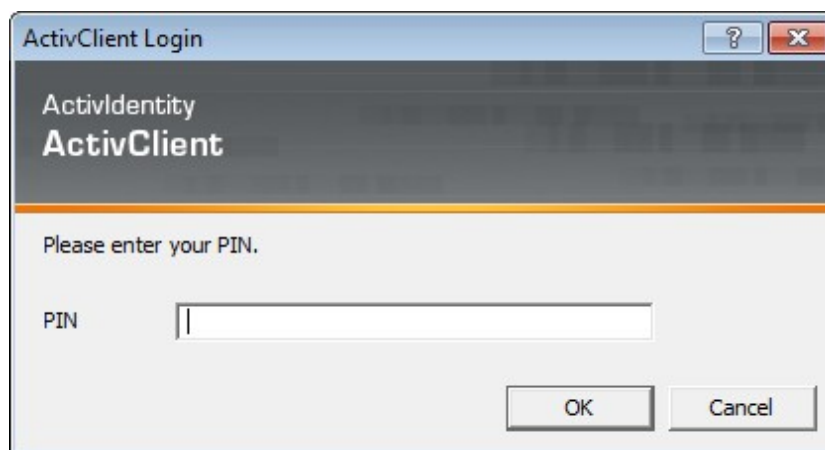 ActivClient Login
ActivIdentity
ActivClient
Please enter your PIN.
PIN
OK Cancel